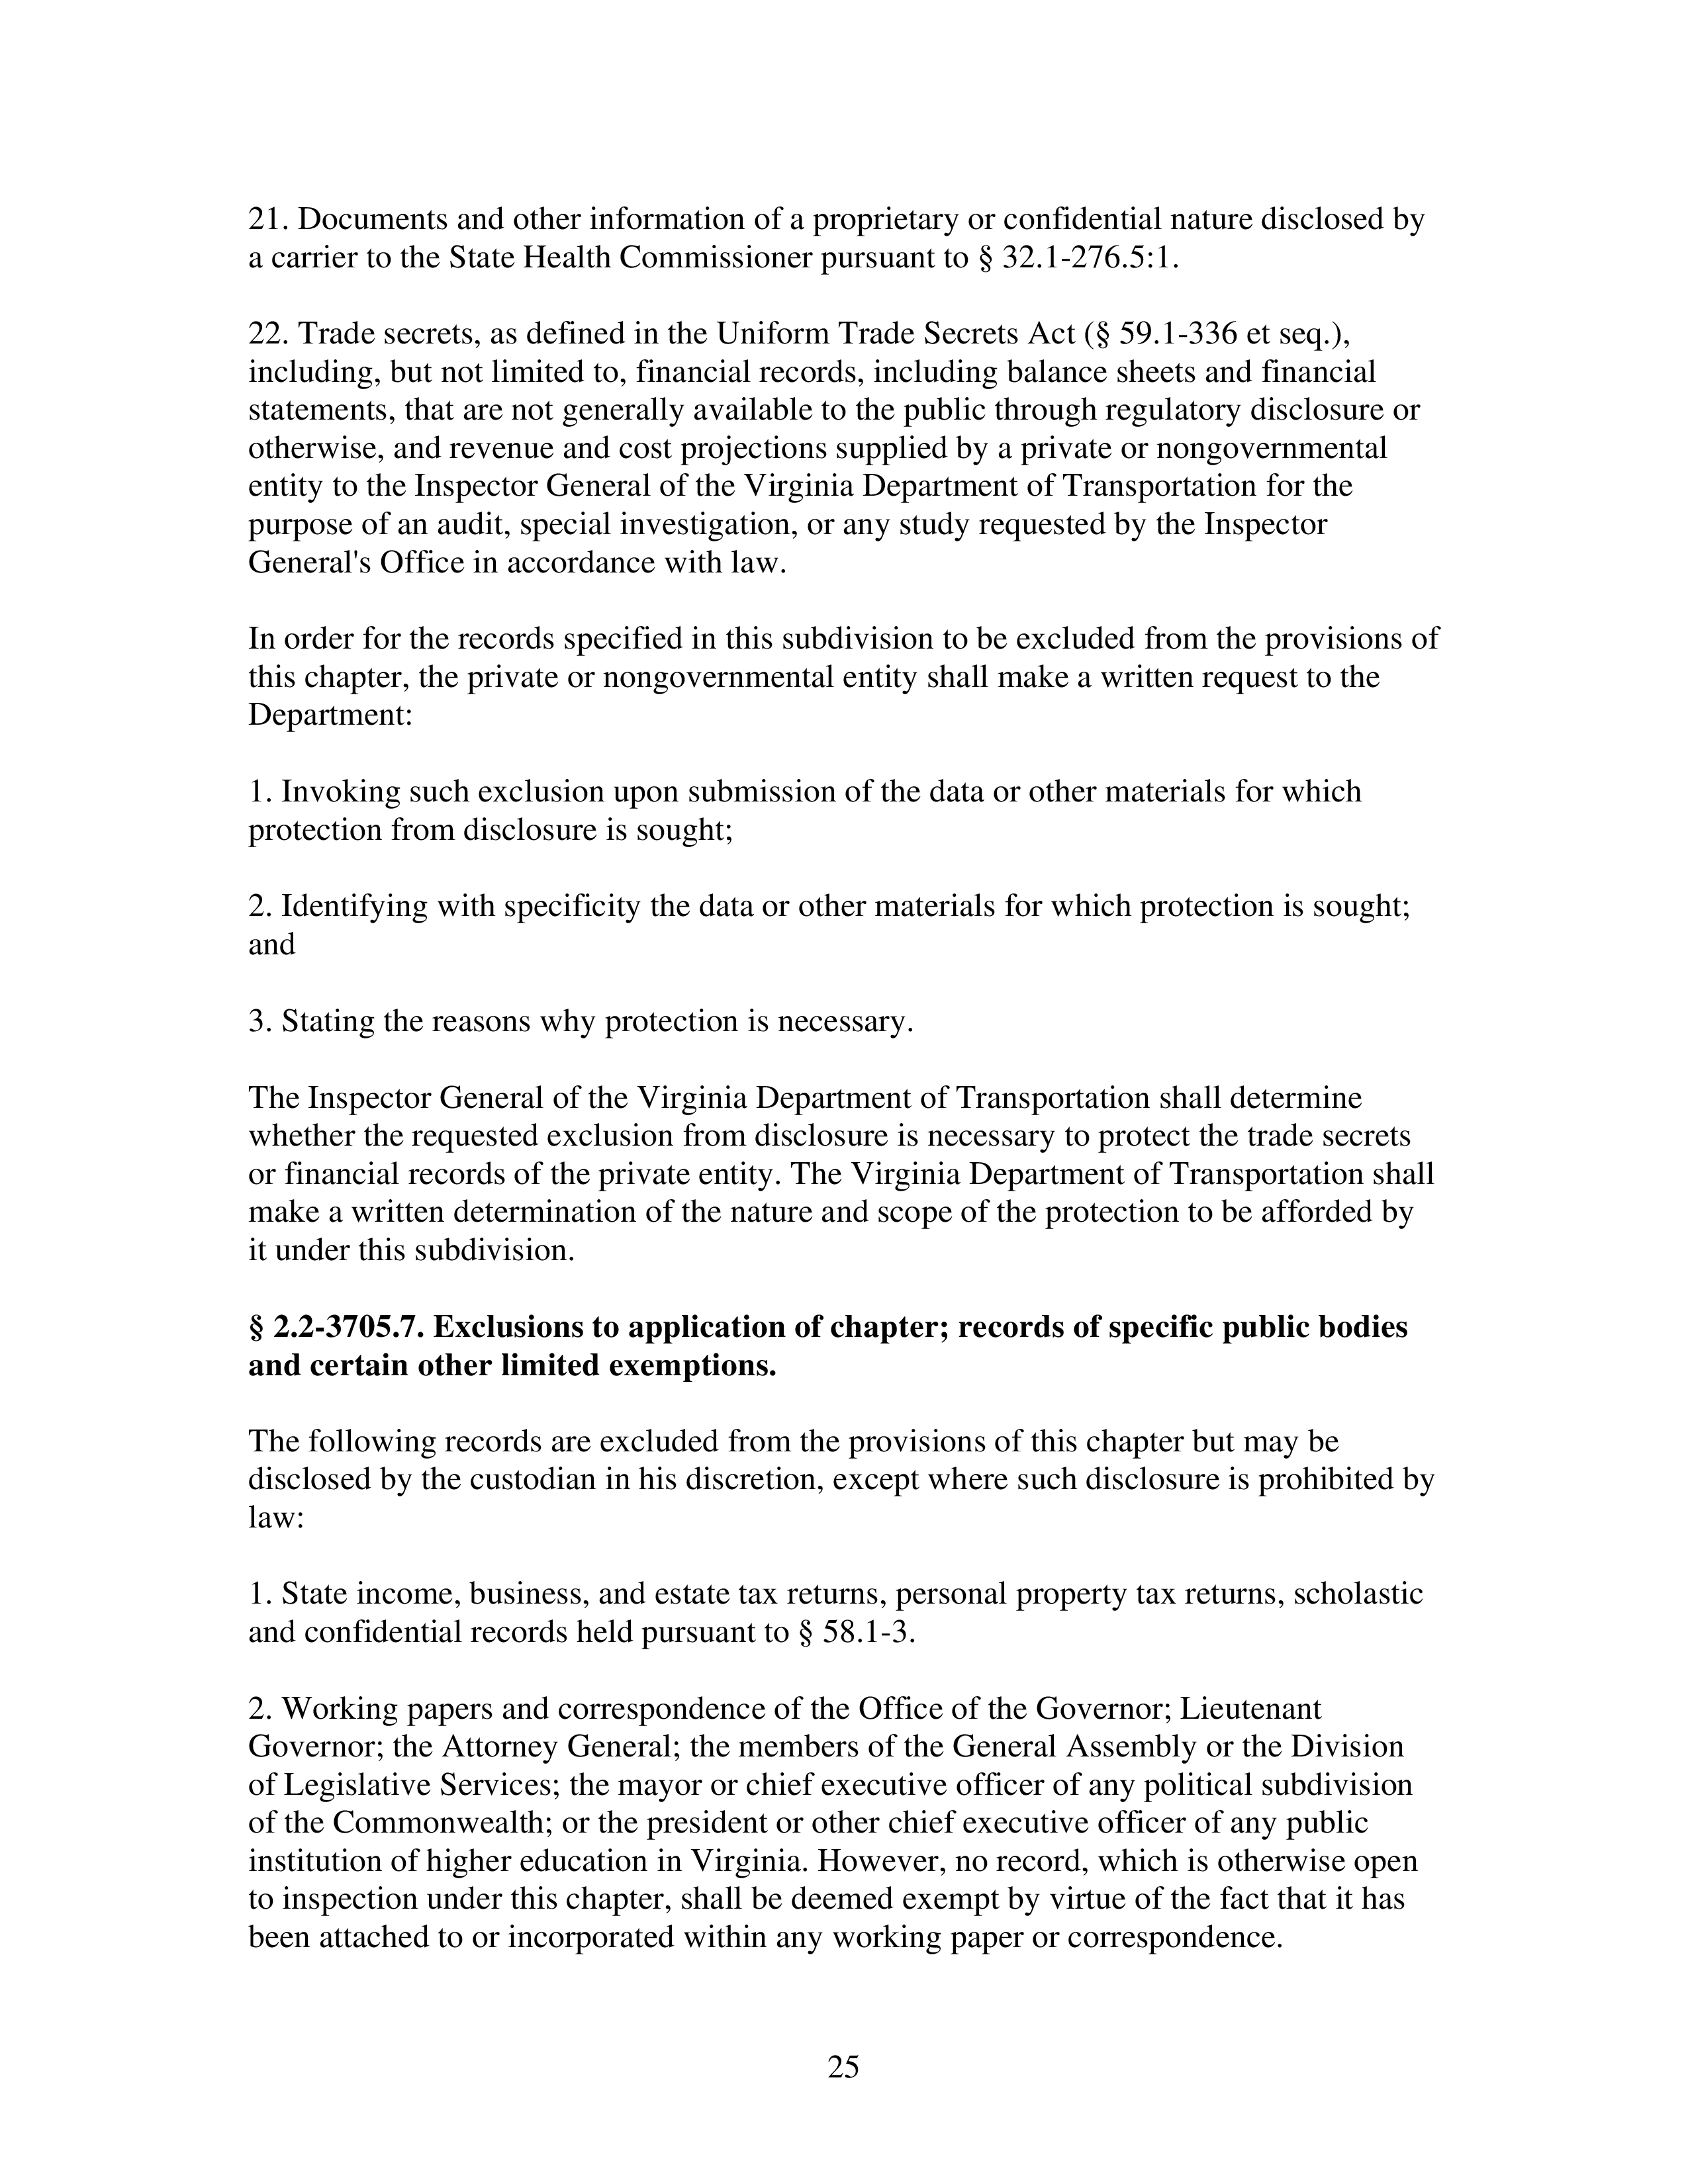 21. Documents and other information of a proprietary or confidential nature disclosed by
a carrier to the State Health Commissioner pursuant to § 32.1-276.5:1.
22. Trade secrets, as defined in the Uniform Trade Secrets Act (§ 59.1-336 et seq.),
including, but not limited to, financial records, including balance sheets and financial
statements, that are not generally available to the public through regulatory disclosure or
otherwise, and revenue and cost projections supplied by a private or nongovernmental
entity to the Inspector General of the Virginia Department of Transportation for the
purpose of an audit, special investigation, or any study requested by the Inspector
General's Office in accordance with law.
In order for the records specified in this subdivision to be excluded from the provisions of
this chapter, the private or nongovernmental entity shall make a written request to the
Department:
1. Invoking such exclusion upon submission of the data or other materials for which
protection from disclosure is sought;
2. Identifying with specificity the data or other materials for which protection is sought;
and
3. Stating the reasons why protection is necessary.
The Inspector General of the Virginia Department of Transportation shall determine
whether the requested exclusion from disclosure is necessary to protect the trade secrets
or financial records of the private entity. The Virginia Department of Transportation shall
make a written determination of the nature and scope of the protection to be afforded by
it under this subdivision.
§ 2.2-3705.7. Exclusions to application of chapter; records of specific public bodies
and certain other limited exemptions.
The following records are excluded from the provisions of this chapter but may be
disclosed by the custodian in his discretion, except where such disclosure is prohibited by
law:
1. State income, business, and estate tax returns, personal property tax returns, scholastic
and confidential records held pursuant to § 58.1-3.
2. Working papers and correspondence of the Office of the Governor; Lieutenant
Governor; the Attorney General; the members of the General Assembly or the Division
of Legislative Services; the mayor or chief executive officer of any political subdivision
of the Commonwealth; or the president or other chief executive officer of any public
institution of higher education in Virginia. However, no record, which is otherwise open
to inspection under this chapter, shall be deemed exempt by virtue of the fact that it has
been attached to or incorporated within any working paper or correspondence.
25